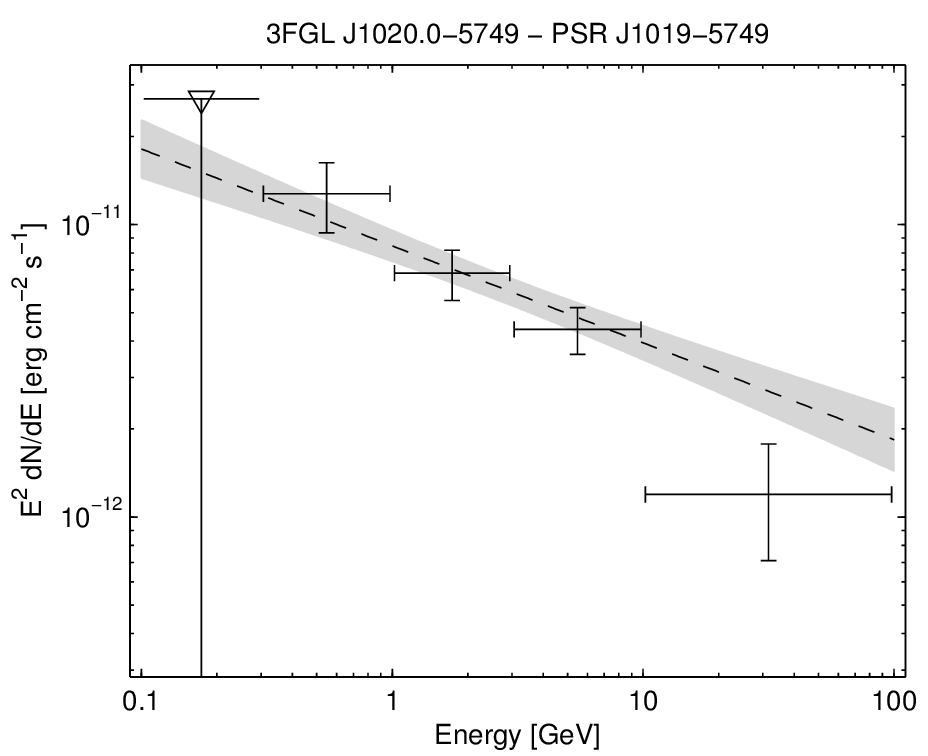 3FGL J1020.0−5749 − PSR J1019−5749
E² dN/dE [erg cm⁻² s⁻¹]
10⁻¹¹
10⁻¹²
0.1 1 10 100
Energy [GeV]